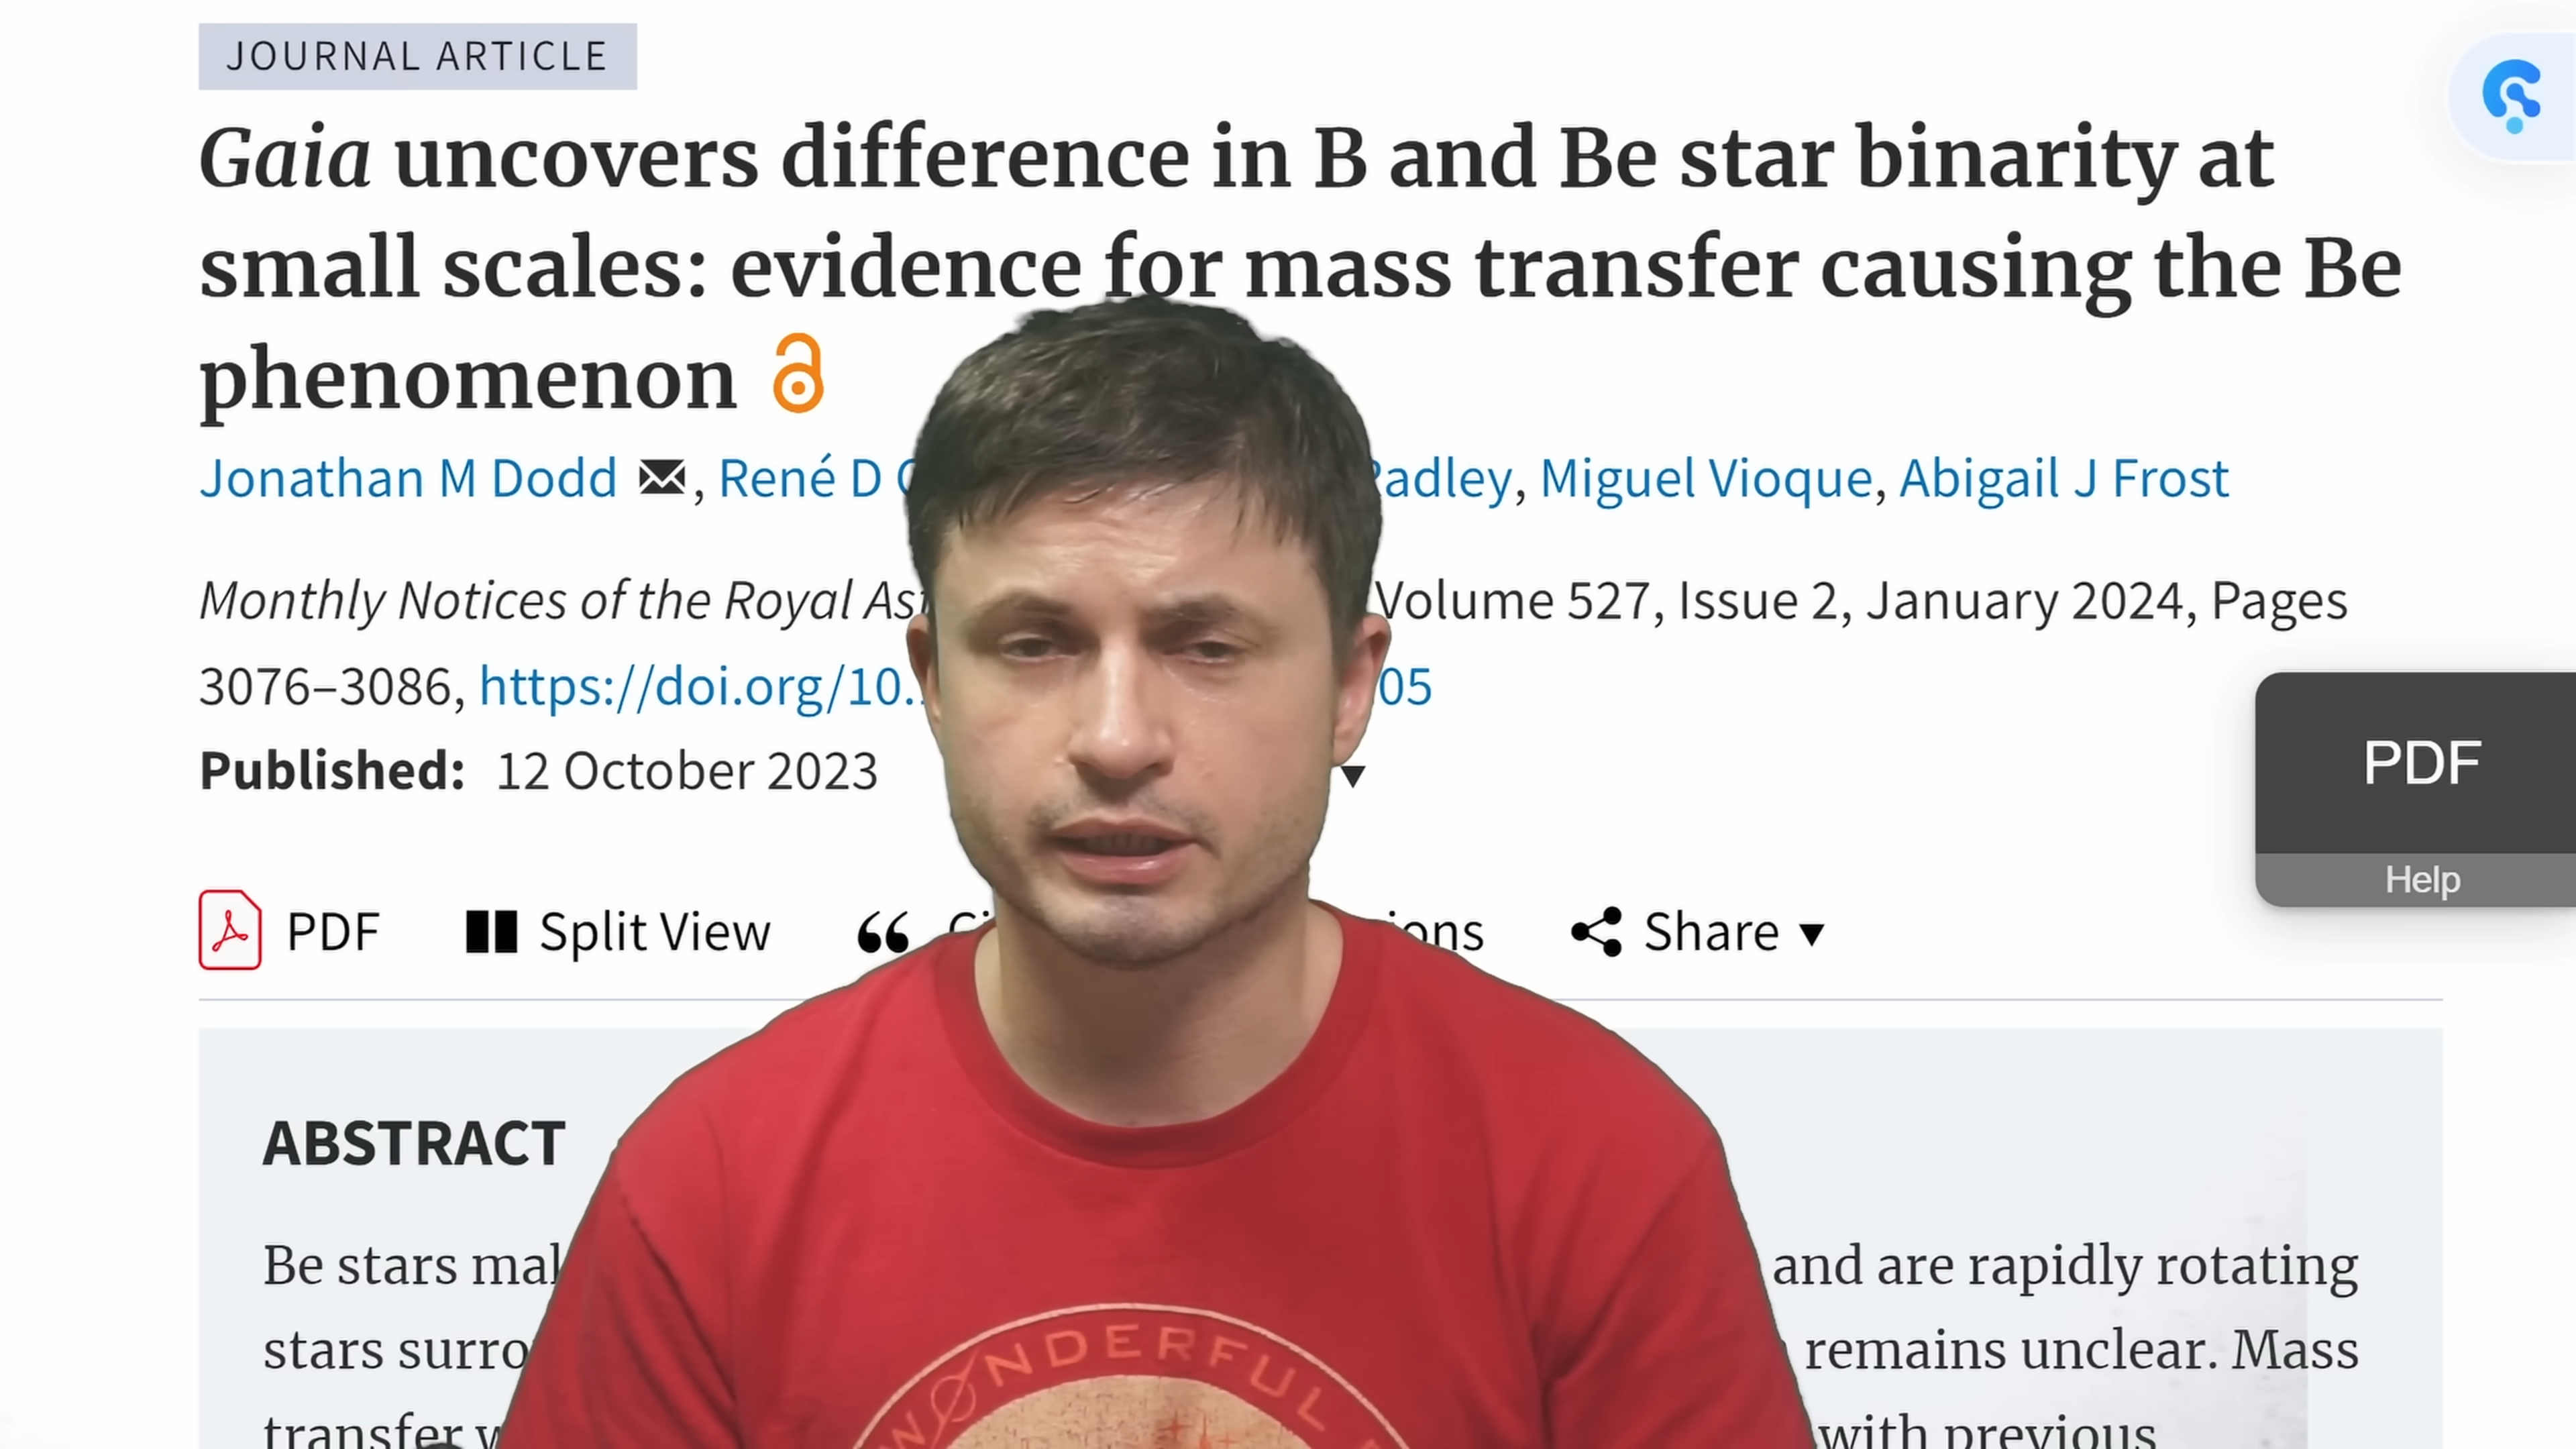 JOURNAL ARTICLE
Gaia uncovers difference in B and Be star binarity at
small scales: evidence for mass transfer causing the Be
phenomenon
Jonathan M Dodd , René D adley, Miguel Vioque, Abigail J Frost
Monthly Notices of the Royal Volume 527, Issue 2, January 2024, Pages
3076–3086, https://doi.org/10. 05
Published: 12 October 2023
PDF
Help
PDF Split View Share
ABSTRACT
Be stars and are rapidly rotating
stars remains unclear. Mass
transfer with previous
WONDERFUL